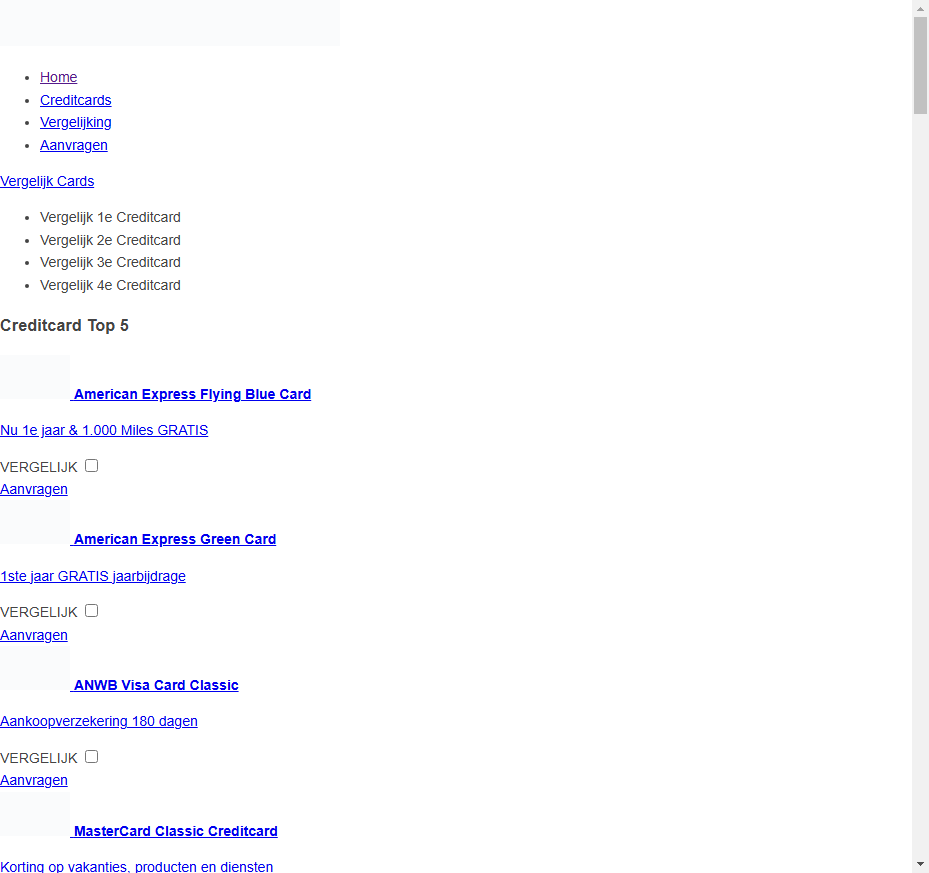 Home
Creditcards
Vergelijking
Aanvragen
Vergelijk Cards
Vergelijk 1e Creditcard
Vergelijk 2e Creditcard
Vergelijk 3e Creditcard
Vergelijk 4e Creditcard
Creditcard Top 5
American Express Flying Blue Card
Nu 1e jaar & 1.000 Miles GRATIS
VERGELIJK
Aanvragen
American Express Green Card
1ste jaar GRATIS jaarbijdrage
VERGELIJK
Aanvragen
ANWB Visa Card Classic
Aankoopverzekering 180 dagen
VERGELIJK
Aanvragen
MasterCard Classic Creditcard
Korting op vakanties, producten en diensten